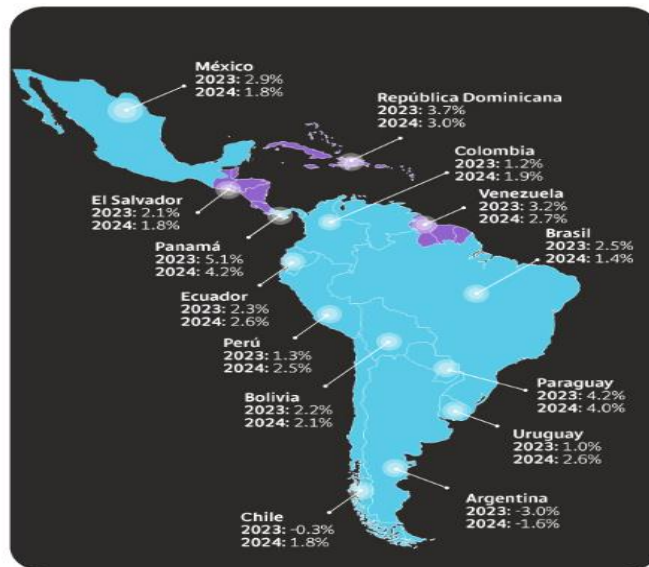 México
2023: 2.9%
2024: 1.8%
República Dominicana
2023: 3.7%
2024: 3.0%
Colombia
2023: 1.2%
2024: 1.9%
El Salvador
2023: 2.1%
2024: 1.8%
Venezuela
2023: 3.2%
2024: 2.7%
Brasil
2023: 2.5%
2024: 1.4%
Panamá
2023: 5.1%
2024: 4.2%
Ecuador
2023: 2.3%
2024: 2.6%
Perú
2023: 1.3%
2024: 2.5%
Bolivia
2023: 2.2%
2024: 2.1%
Paraguay
2023: 4.2%
2024: 4.0%
Uruguay
2023: 1.0%
2024: 2.6%
Argentina
2023: -3.0%
2024: -1.6%
Chile
2023: -0.3%
2024: 1.8%